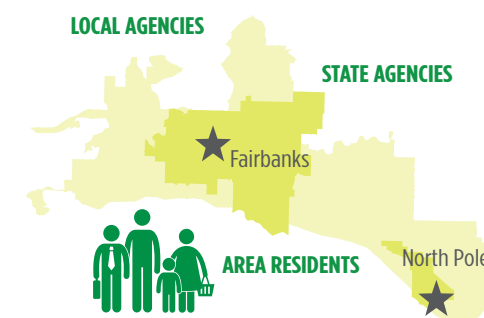 LOCAL AGENCIES
STATE AGENCIES
Fairbanks
AREA RESIDENTS
North Pole